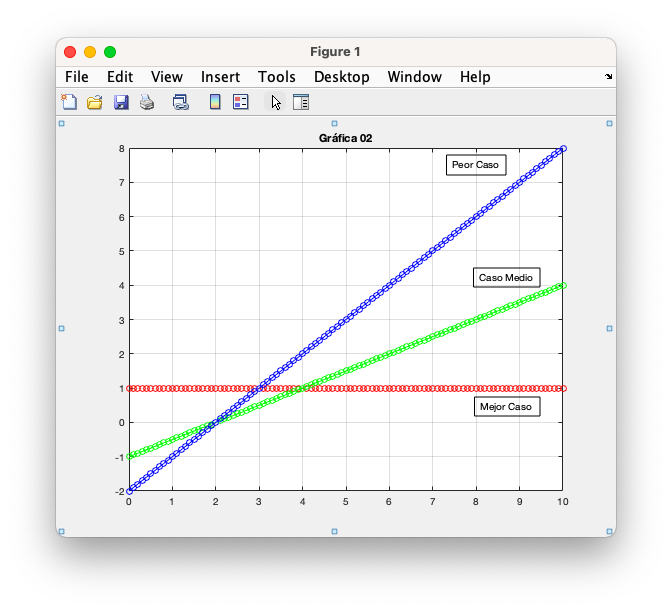 Figure 1
File Edit View Insert Tools Desktop Window Help
Gráfica 02
8
7
6
5
4
3
2
1
0
-1
-2
Peor Caso
Caso Medio
Mejor Caso
0 1 2 3 4 5 6 7 8 9 10